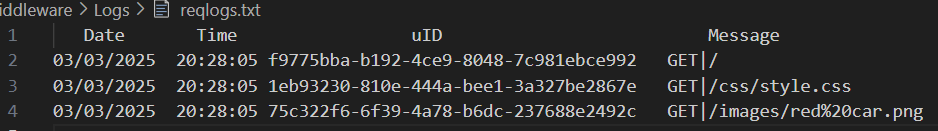 iddleware > Logs > reqlogs.txt
1 Date Time uID Message
2 03/03/2025 20:28:05 f9775bba-b192-4ce9-8048-7c981ebce992 GET|/
3 03/03/2025 20:28:05 1eb93230-810e-444a-bee1-3a327be2867e GET|/css/style.css
4 03/03/2025 20:28:05 75c322f6-6f39-4a78-b6dc-237688e2492c GET|/images/red%20car.png